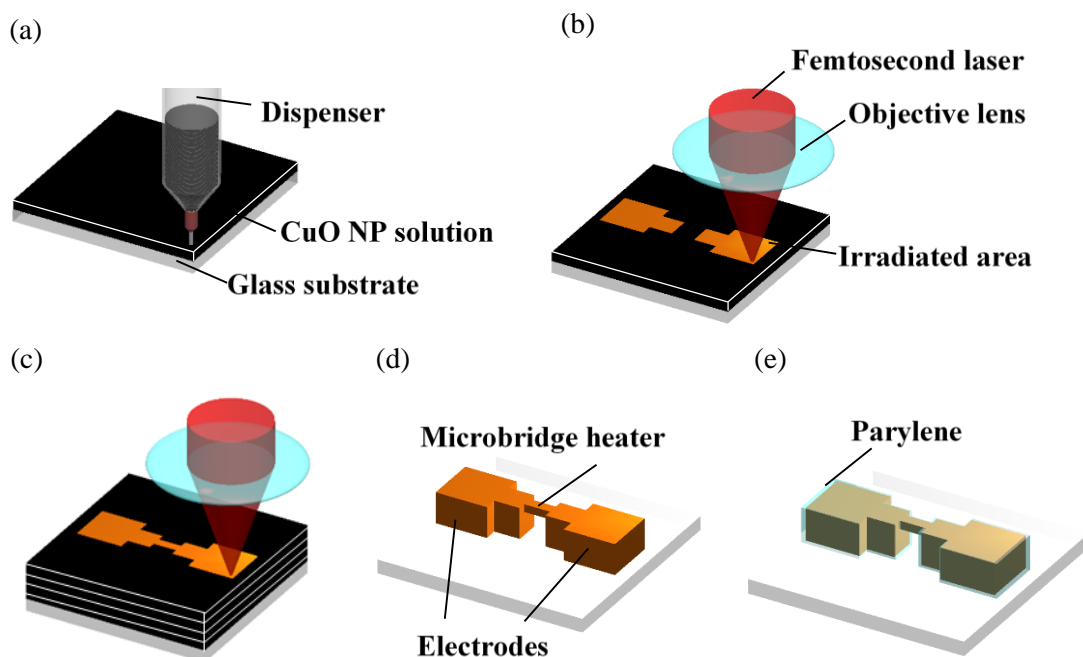 (a)
Dispenser
CuO NP solution
Glass substrate
(b)
Femtosecond laser
Objective lens
Irradiated area
(c)
(d)
Microbridge heater
Electrodes
(e)
Parylene